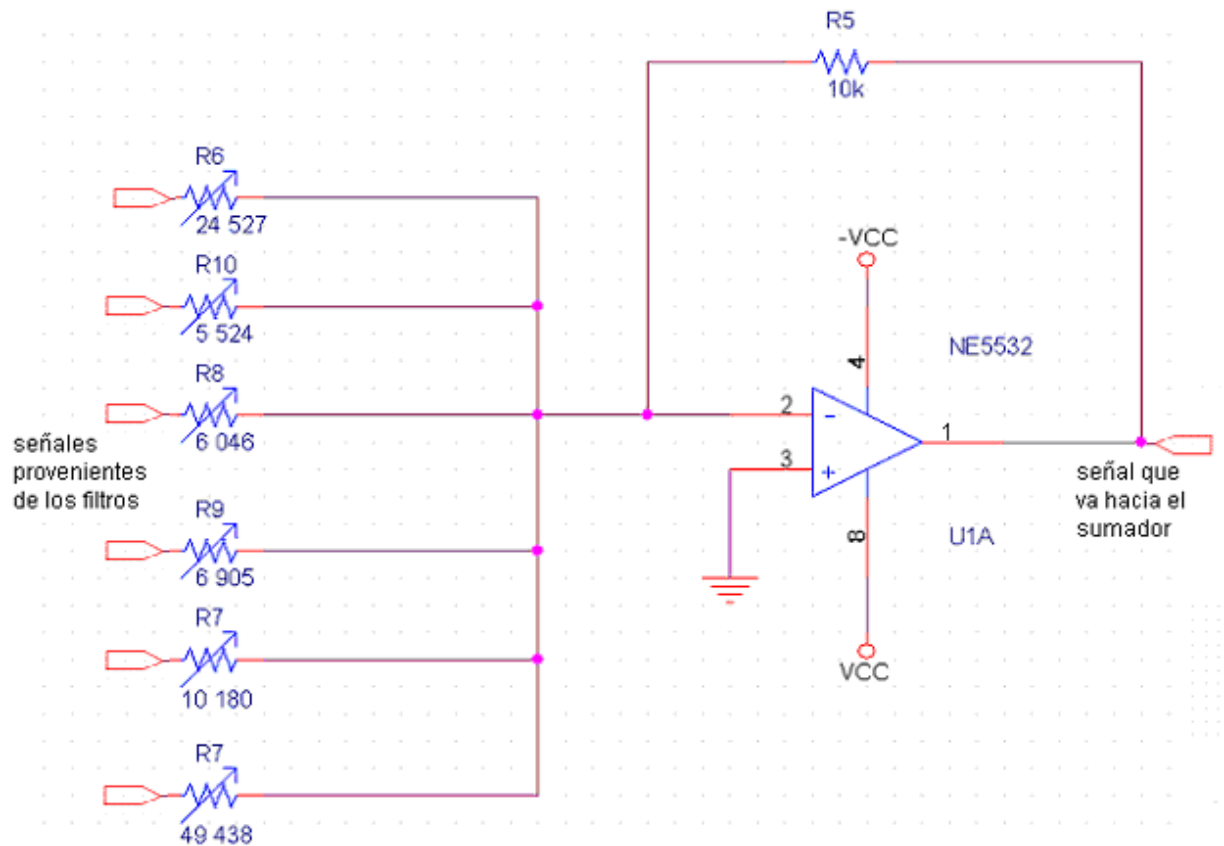 R5
10k
R6
24 527
R10
5 524
R8
6 046
señales
provenientes
de los filtros
R9
6 905
R7
10 180
R7
49 438
-VCC
4
NE5532
2
-
1
3
+
señal que
va hacia el
sumador
8
U1A
VCC